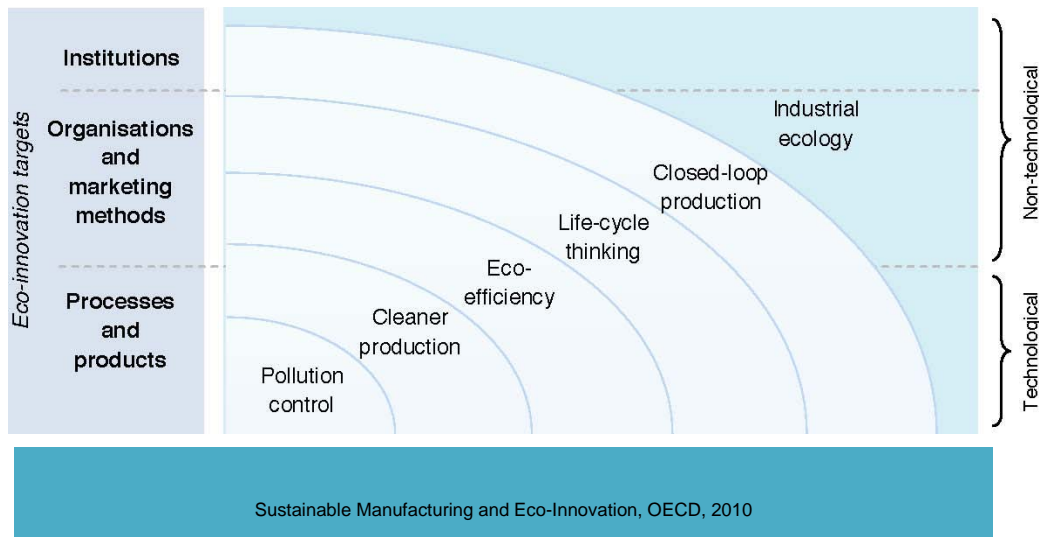 Eco-innovation targets
Institutions
Organisations
and
marketing
methods
Processes
and
products
Industrial
ecology
Closed-loop
production
Life-cycle
thinking
Eco-
efficiency
Cleaner
production
Pollution
control
Non-technological
Technological
Sustainable Manufacturing and Eco-Innovation, OECD, 2010